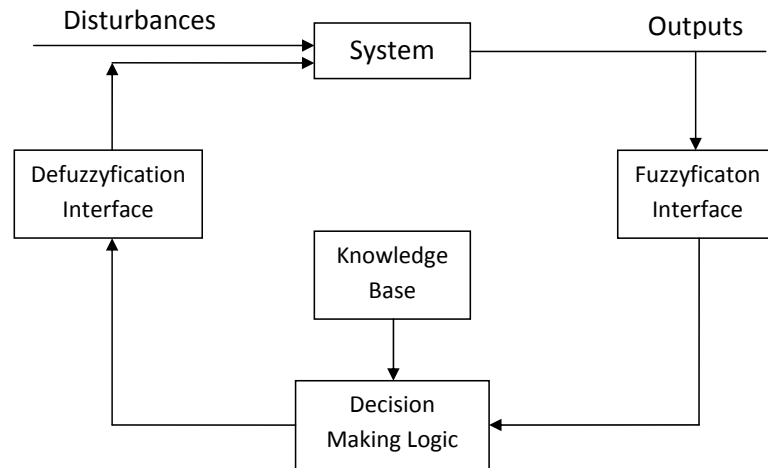 Disturbances
System
Outputs
Defuzzyfication
Interface
Fuzzyficaton
Interface
Knowledge
Base
Decision
Making Logic